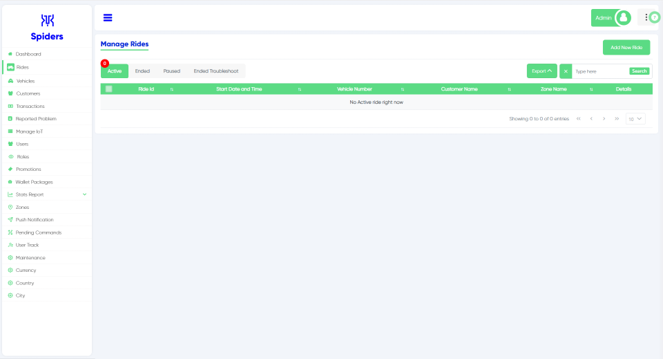 Spiders
Dashboard
Rides
Vehicles
Customers
Transactions
Reported Problem
Manage IoT
Users
Roles
Promotions
Wallet Packages
Stats Report
Zones
Push Notification
Pending Commands
User Track
Maintenance
Currency
Country
City
Admin
Manage Rides
Add New Ride
0
Active Ended Paused Ended Troubleshoot
Export Type here Search
Ride Id Start Date and Time Vehicle Number Customer Name Zone Name Details
No Active ride right now
Showing 0 to 0 of 0 entries 10